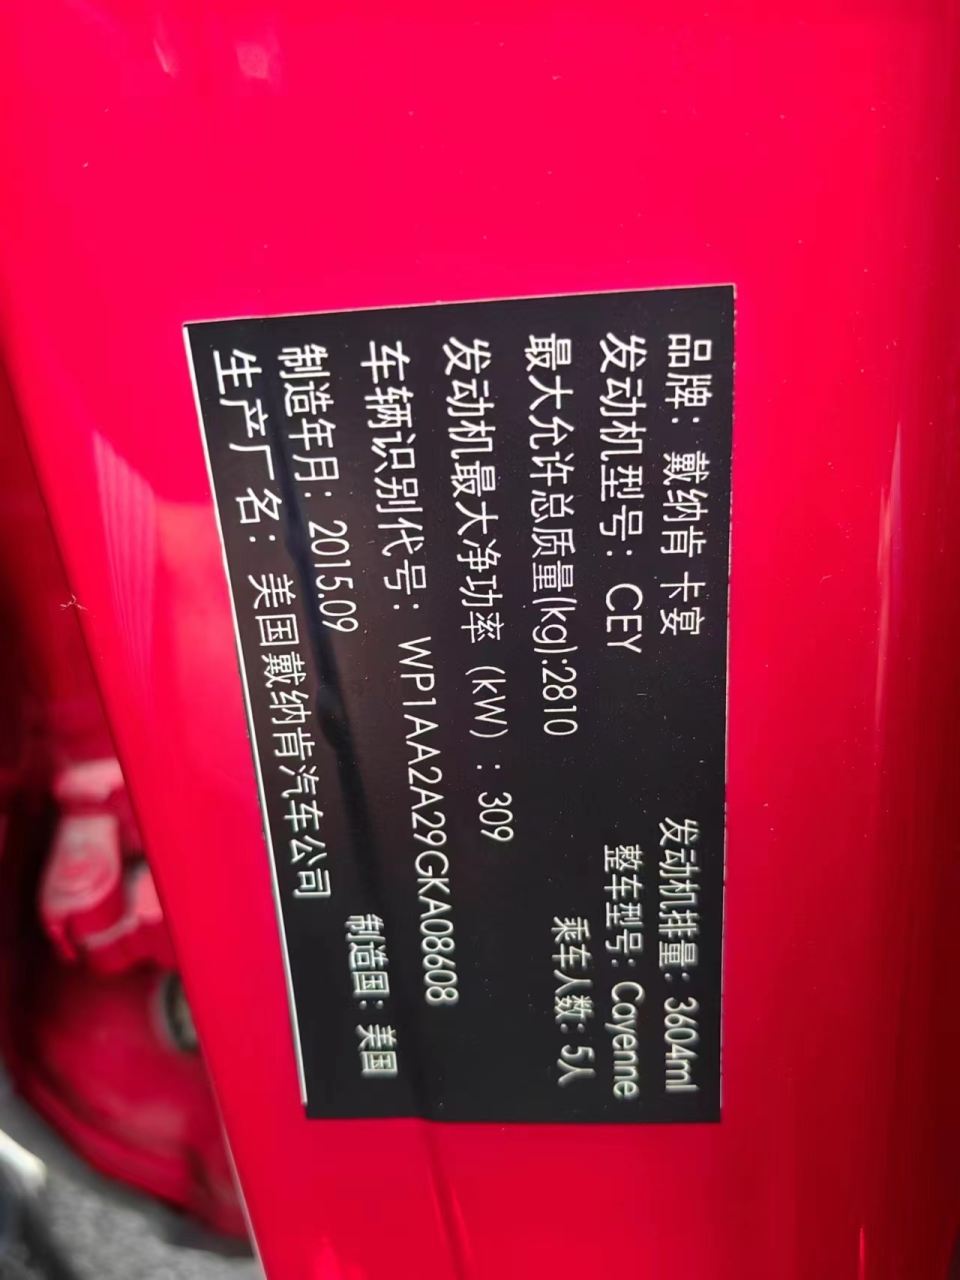 品牌：戴纳肯 卡宴 发动机排量：3604ml
发动机型号：CEY 整车型号：Cayenne
最大允许总质量(kg):2810 乘车人数：5人
发动机最大净功率（kW）：309
车辆识别代号：WP1AA2A29GKA08608
制造年月：2015.09 制造国：美国
生产厂名：美国戴纳肯汽车公司